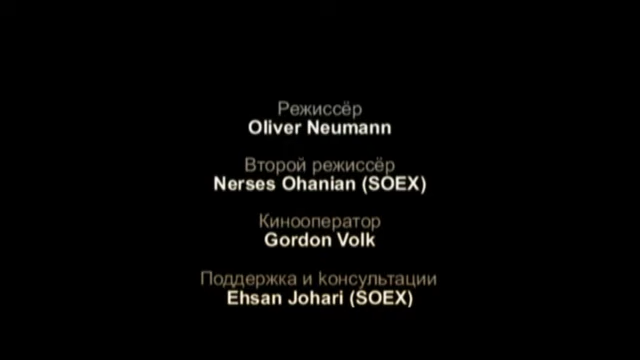 Режиссёр
Oliver Neumann
Второй режиссёр
Nerses Ohanian (SOEX)
Кинооператор
Gordon Volk
Поддержка и консультации
Ehsan Johari (SOEX)